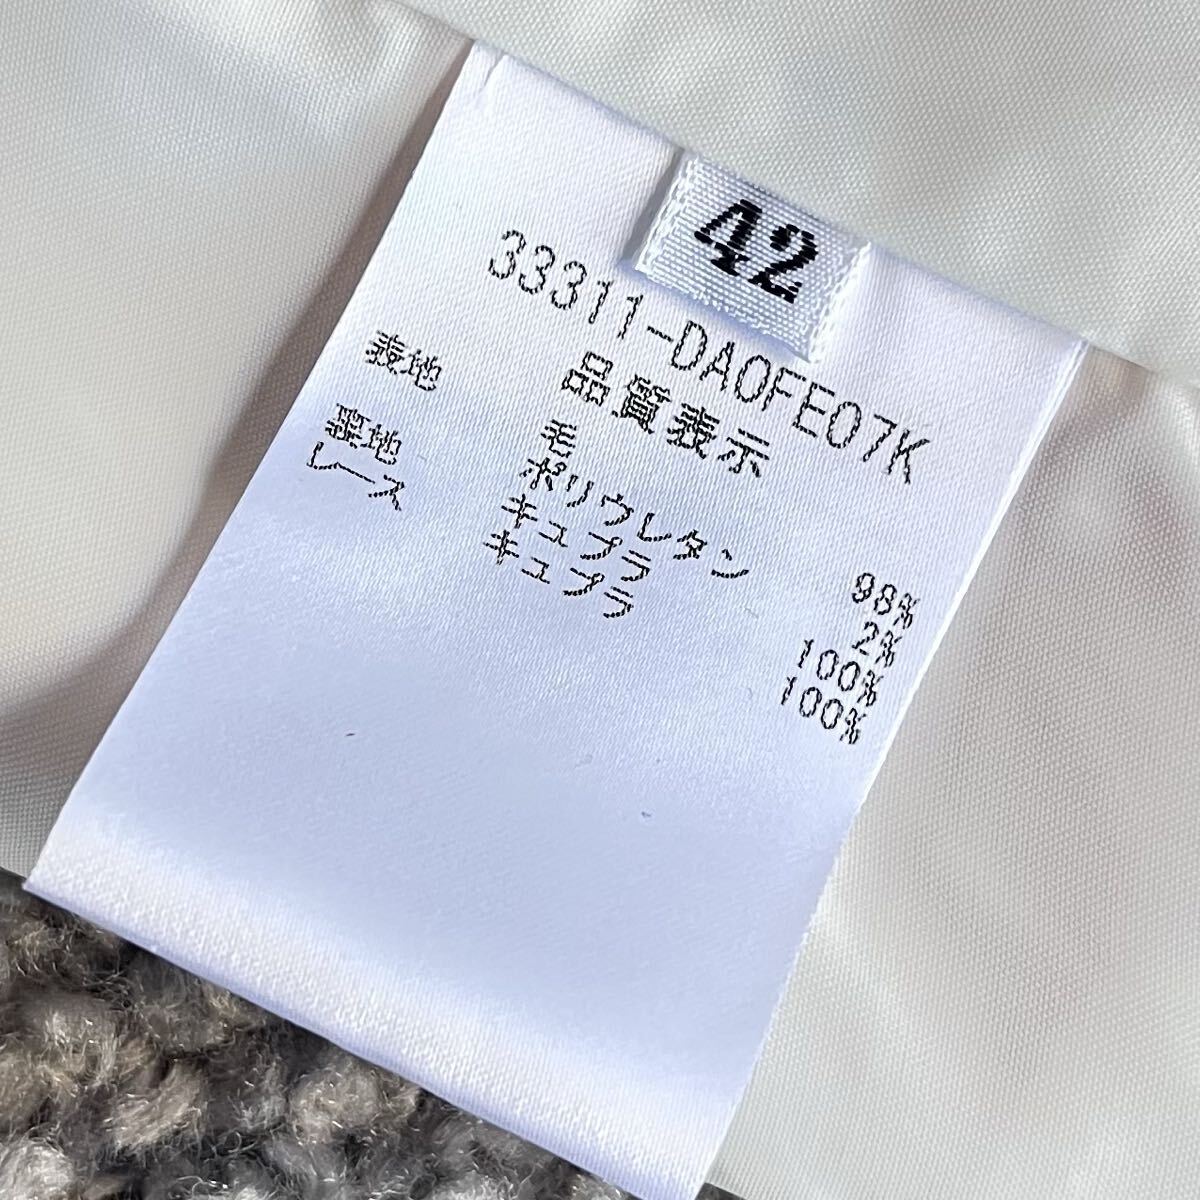 42
33311-DA0FE07K
品質表示
表地 毛 98%
ポリウレタン 2%
裏地 キュプラ 100%
レース キュプラ 100%